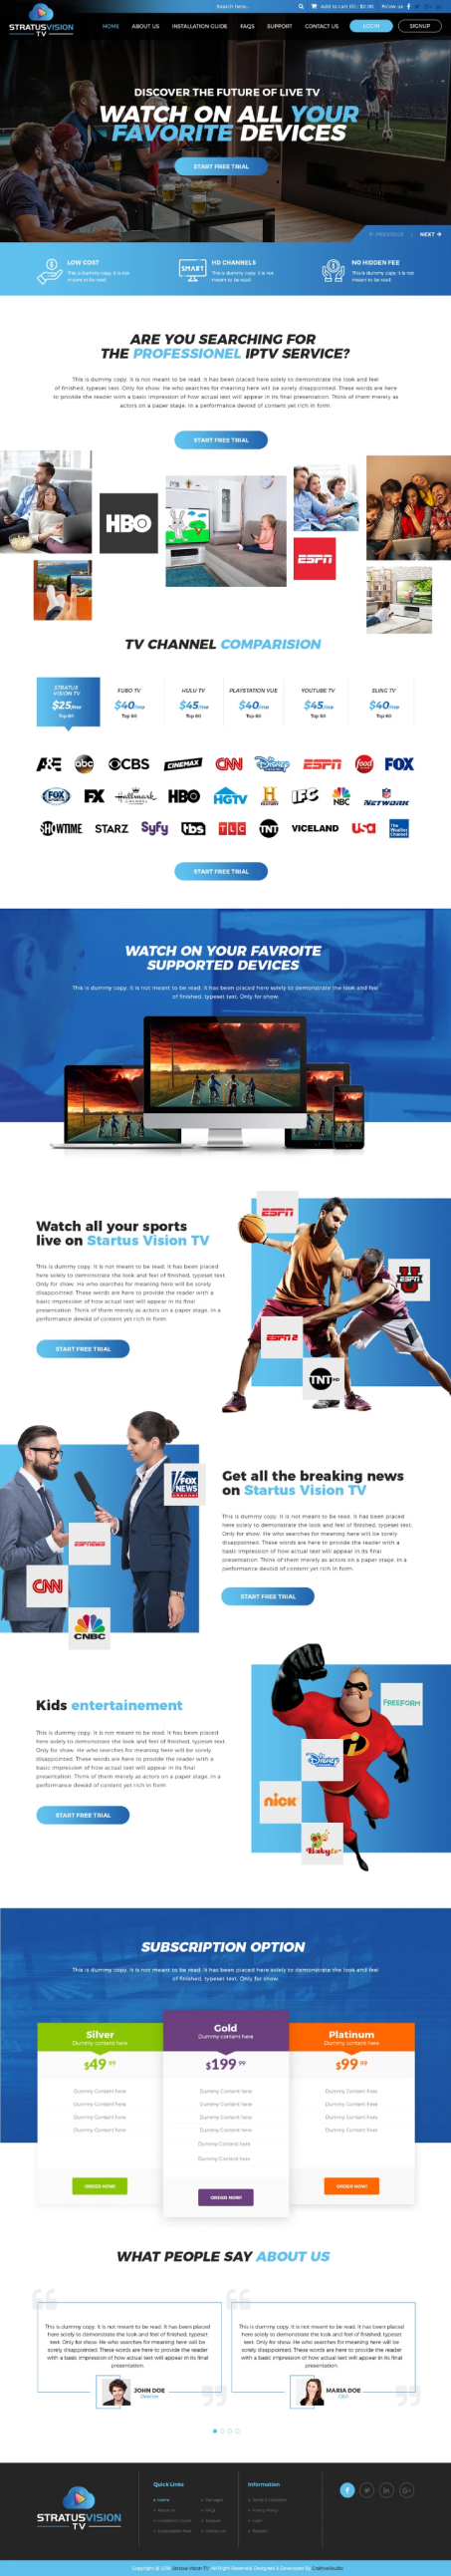 STRATUSVISION
TV
Search here...
Add to cart (0) - $0.00
Follow us
HOME
ABOUT US
INSTALLATION GUIDE
FAQS
SUPPORT
CONTACT US
LOGIN
SIGNUP
DISCOVER THE FUTURE OF LIVE TV
WATCH ON ALL YOUR
FAVORITE DEVICES
START FREE TRIAL
PREVIOUS | NEXT
LOW COST
This is dummy copy. It is not
meant to be read.
SMART
HD CHANNELS
This is dummy copy. It is not
meant to be read.
NO HIDDEN FEE
This is dummy copy. It is not
meant to be read.
ARE YOU SEARCHING FOR
THE PROFESSIONEL IPTV SERVICE?
This is dummy copy. It is not meant to be read. It has been placed here solely to demonstrate the look and feel
of finished, typeset text. Only for show. He who searches for meaning here will be sorely disappointed. These words are here
to provide the reader with a basic impression of how actual text will appear in its final presentation. Think of them merely as
actors on a paper stage, in a performance devoid of content yet rich in form.
START FREE TRIAL
HBO
ESPN
TV CHANNEL COMPARISION
STRATUS
VISION TV
$25/mo
Top 80
FUBO TV
$40/mo
Top 80
HULU TV
$45/mo
Top 80
PLAYSTATION VUE
$40/mo
Top 80
YOUTUBE TV
$45/mo
Top 80
SLING TV
$40/mo
Top 80
A&E
abc
CBS
CINEMAX
CNN
Disney
ESPN
food
FOX
FOX
FX
Hallmark
CHANNEL
HBO
HGTV
H
HISTORY
IFC
NBC
NFL
NETWORK
SHOWTIME
STARZ
Syfy
tbs
TLC
TNT
VICELAND
usa
The
Weather
Channel
START FREE TRIAL
WATCH ON YOUR FAVROITE
SUPPORTED DEVICES
This is dummy copy. It is not meant to be read. It has been placed here solely to demonstrate the look and feel
of finished, typeset text. Only for show.
Watch all your sports
live on Startus Vision TV
This is dummy copy. It is not meant to be read. It has been placed
here solely to demonstrate the look and feel of finished, typeset text.
Only for show. He who searches for meaning here will be sorely
disappointed. These words are here to provide the reader with a
basic impression of how actual text will appear in its final
presentation. Think of them merely as actors on a paper stage, in a
performance devoid of content yet rich in form.
START FREE TRIAL
ESPN
U
ESPN
ESPN 2
TNT HD
FOX
NEWS
channel
ESPNEWS
CNN
CNBC
Get all the breaking news
on Startus Vision TV
This is dummy copy. It is not meant to be read. It has been placed
here solely to demonstrate the look and feel of finished, typeset text.
Only for show. He who searches for meaning here will be sorely
disappointed. These words are here to provide the reader with a
basic impression of how actual text will appear in its final
presentation. Think of them merely as actors on a paper stage, in a
performance devoid of content yet rich in form.
START FREE TRIAL
Kids entertainement
This is dummy copy. It is not meant to be read. It has been placed
here solely to demonstrate the look and feel of finished, typeset text.
Only for show. He who searches for meaning here will be sorely
disappointed. These words are here to provide the reader with a
basic impression of how actual text will appear in its final
presentation. Think of them merely as actors on a paper stage, in a
performance devoid of content yet rich in form.
START FREE TRIAL
FREEFORM
Disney
nick
Babytv
SUBSCRIPTION OPTION
This is dummy copy. It is not meant to be read. It has been placed here solely to demonstrate the look and feel
of finished, typeset text. Only for show.
Silver
Dummy content here
$49.99
Dummy Content here
Dummy Content here
Dummy Content here
Dummy Content here
ORDER NOW!
Gold
Dummy content here
$199.99
Dummy Content here
Dummy Content here
Dummy Content here
Dummy Content here
Dummy Content here
Dummy Content here
ORDER NOW!
Platinum
Dummy content here
$99.99
Dummy Content here
Dummy Content here
Dummy Content here
Dummy Content here
ORDER NOW!
WHAT PEOPLE SAY ABOUT US
This is dummy copy. It is not meant to be read. It has been placed
here solely to demonstrate the look and feel of finished, typeset
text. Only for show. He who searches for meaning here will be
sorely disappointed. These words are here to provide the reader
with a basic impression of how actual text will appear in its final
presentation.
JOHN DOE
Director
This is dummy copy. It is not meant to be read. It has been placed
here solely to demonstrate the look and feel of finished, typeset
text. Only for show. He who searches for meaning here will be
sorely disappointed. These words are here to provide the reader
with a basic impression of how actual text will appear in its final
presentation.
MARIA DOE
CEO
STRATUSVISION
TV
Quick Links
Home
About Us
Installation Guide
Packages
FAQs
Support
Contact us
Information
Terms & Conditions
Privacy Policy
Login
Register
Copyright @ 2018 Stratus Vision TV. All Right Reserved. Designed & Developed By